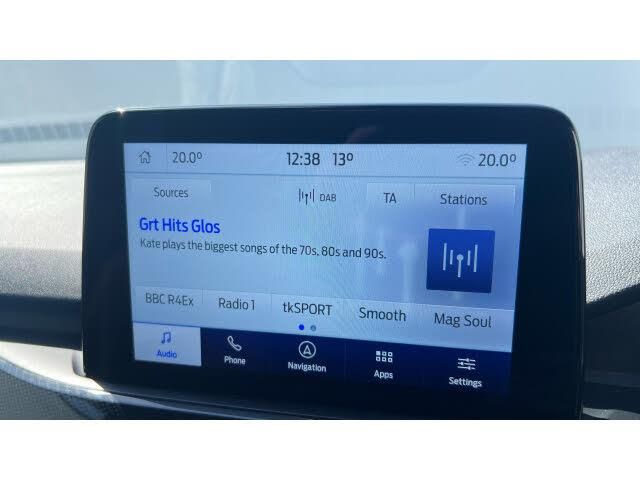 20.0° 12:38 13° 20.0°
Sources DAB TA Stations
Grt Hits Glos
Kate plays the biggest songs of the 70s, 80s and 90s.
BBC R4Ex Radio 1 tkSPORT Smooth Mag Soul
Audio Phone Navigation Apps Settings